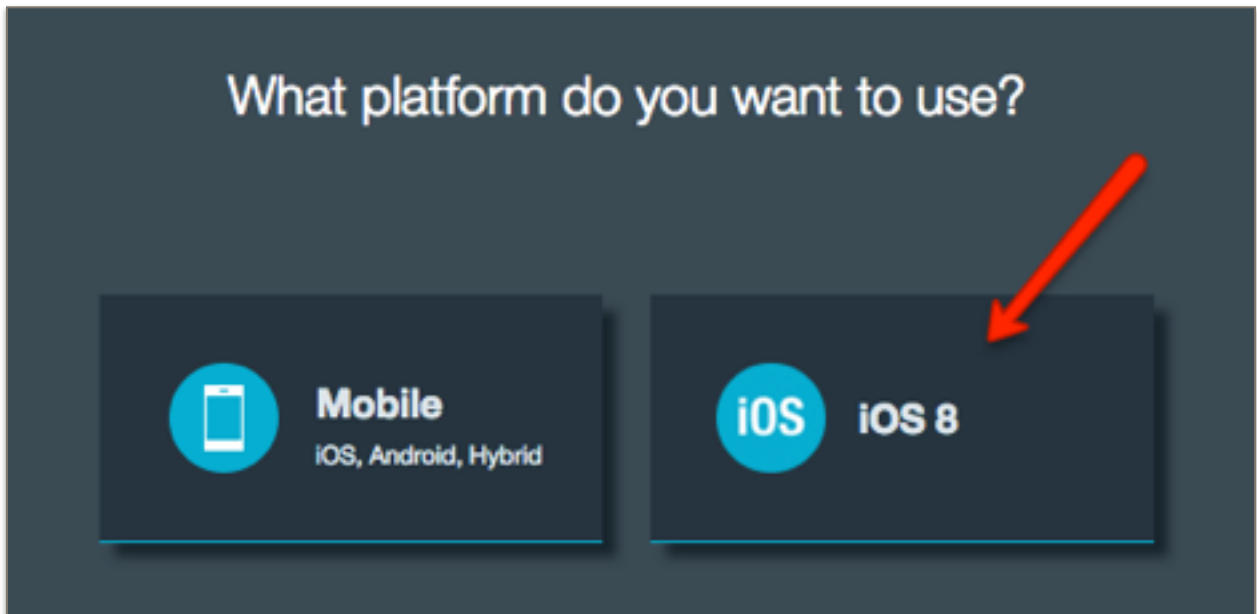 What platform do you want to use?
Mobile
iOS, Android, Hybrid
iOS
iOS 8